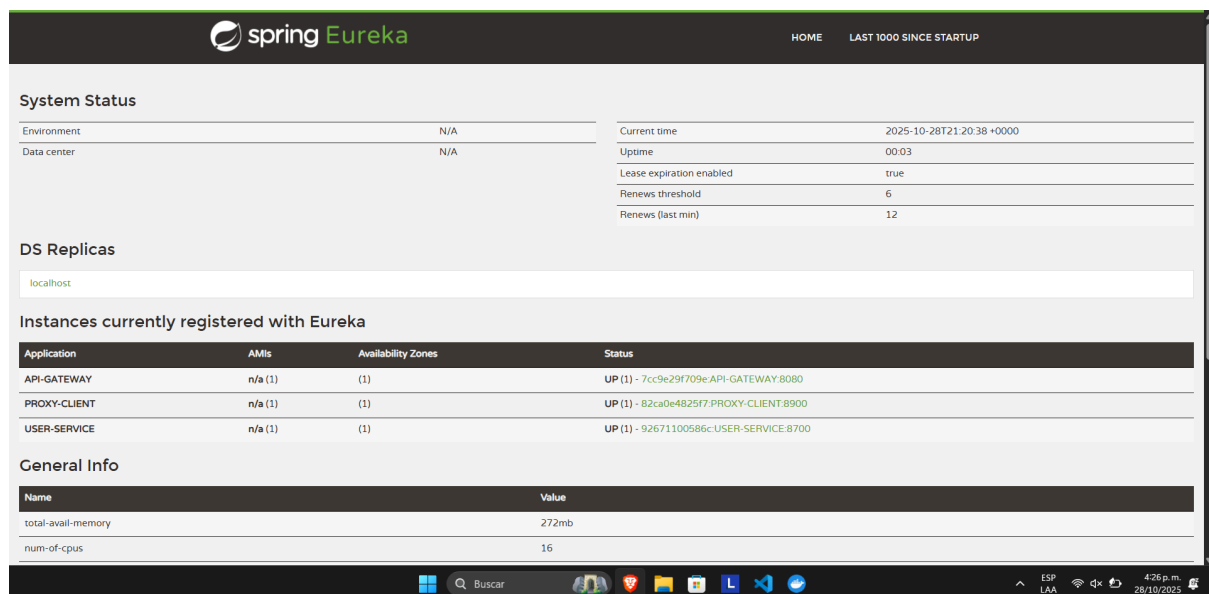 spring Eureka
HOME LAST 1000 SINCE STARTUP
System Status
Environment N/A
Data center N/A
Current time 2025-10-28T21:20:38 +0000
Uptime 00:03
Lease expiration enabled true
Renews threshold 6
Renews (last min) 12
DS Replicas
localhost
Instances currently registered with Eureka
Application AMIs Availability Zones Status
API-GATEWAY n/a (1) (1) UP (1) - 7cc9e29f709e:API-GATEWAY:8080
PROXY-CLIENT n/a (1) (1) UP (1) - 82ca0e4825f7:PROXY-CLIENT:8900
USER-SERVICE n/a (1) (1) UP (1) - 92671100586c:USER-SERVICE:8700
General Info
Name Value
total-avail-memory 272mb
num-of-cpus 16
Buscar
L
ESP
LAA
4:26 p. m.
28/10/2025